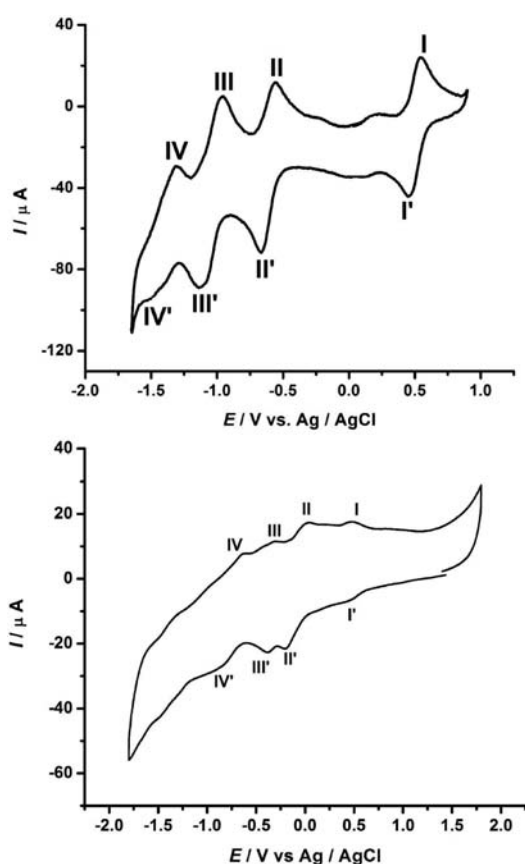 40
0
-40
-80
-120
I / μ A
I
II
III
IV
I'
II'
III'
IV'
-2.0 -1.5 -1.0 -0.5 0.0 0.5 1.0
E / V vs. Ag / AgCl
40
20
0
-20
-40
-60
I / μ A
IV III II I
I'
II'
III'
IV'
-2.0 -1.5 -1.0 -0.5 0.0 0.5 1.0 1.5 2.0
E / V vs Ag / AgCl